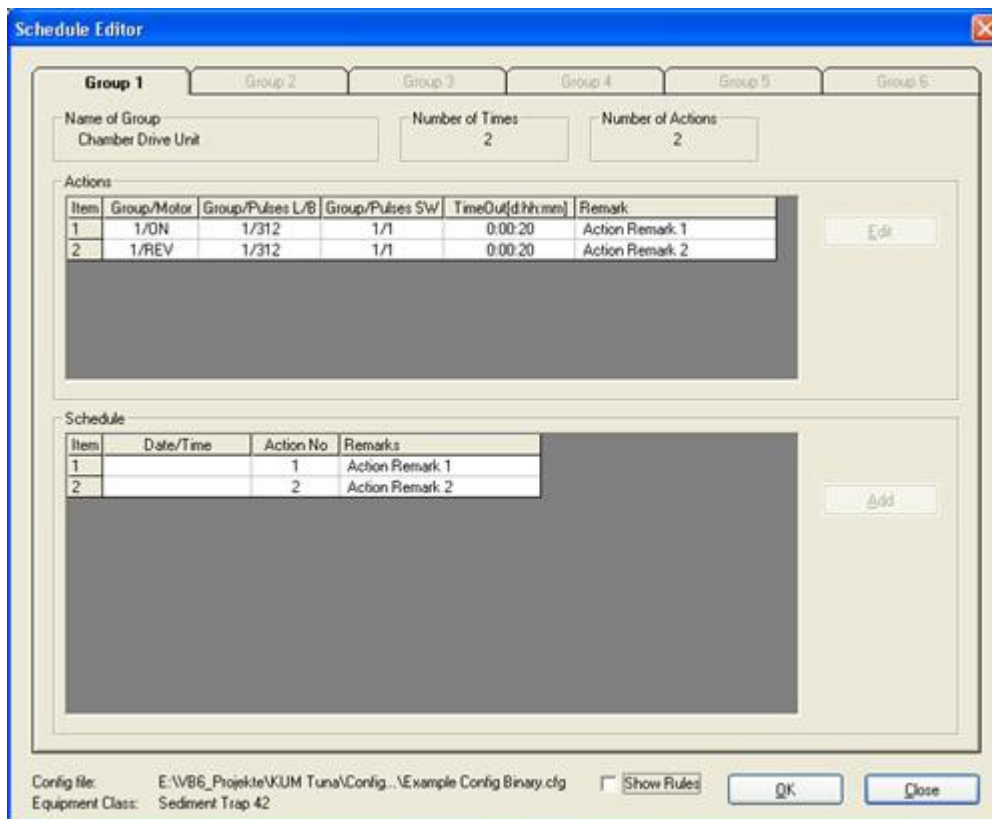 Schedule Editor
Group 1 Group 2 Group 3 Group 4 Group 5 Group 6
Name of Group Number of Times Number of Actions
Chamber Drive Unit 2 2
Actions
Item Group/Motor Group/Pulses L/B Group/Pulses SW TimeOut[d:hh:mm] Remark
1 1/ON 1/312 1/1 0:00:20 Action Remark 1
2 1/REV 1/312 1/1 0:00:20 Action Remark 2
Edit
Schedule
Item Date/Time Action No Remarks
1 1 Action Remark 1
2 2 Action Remark 2
Add
Config file: E:\VB6_Projekte\KUM Tuna\Config...\Example Config Binary.cfg Show Rules OK Close
Equipment Class: Sediment Trap 42